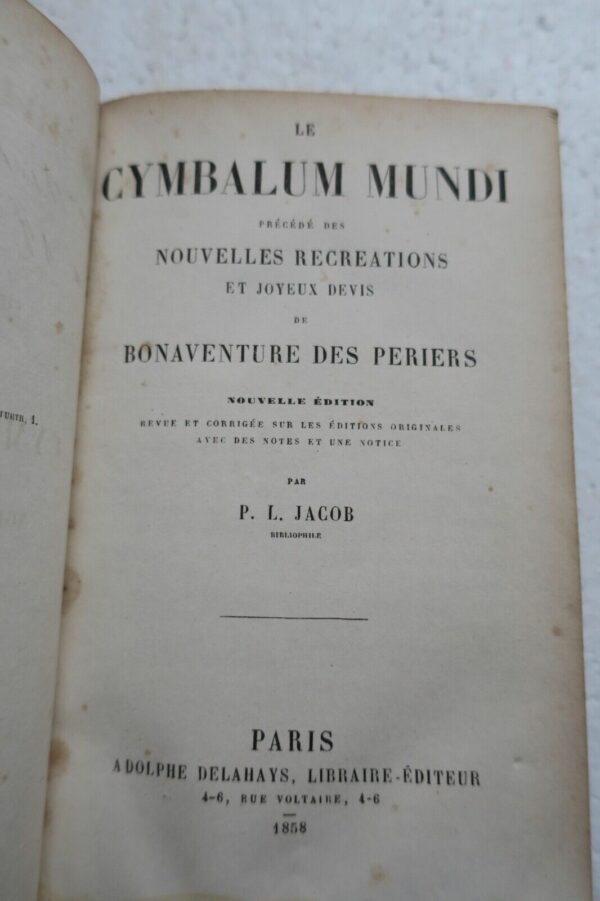 LE
CYMBALUM MUNDI
PRÉCÉDÉ DES
NOUVELLES RECREATIONS
ET JOYEUX DEVIS
DE
BONAVENTURE DES PERIERS
NOUVELLE ÉDITION
REVUE ET CORRIGÉE SUR LES ÉDITIONS ORIGINALES
AVEC DES NOTES ET UNE NOTICE
PAR
P. L. JACOB
BIBLIOPHILE
PARIS
ADOLPHE DELAHAYS, LIBRAIRE-ÉDITEUR
4-6, RUE VOLTAIRE, 4-6
1858